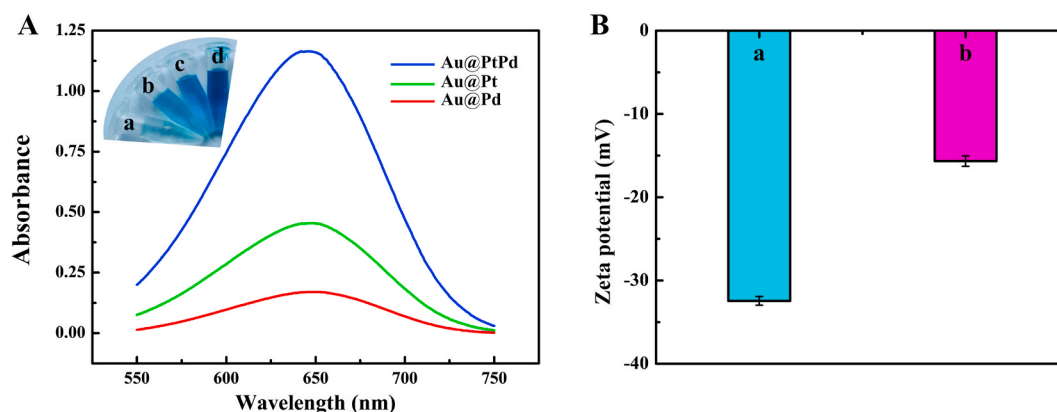 A
a
b
c
d
Au@PtPd
Au@Pt
Au@Pd
1.25
1.00
0.75
0.50
0.25
0.00
Absorbance
550
600
650
700
750
Wavelength (nm)
B
a
b
0
-10
-20
-30
-40
Zeta potential (mV)